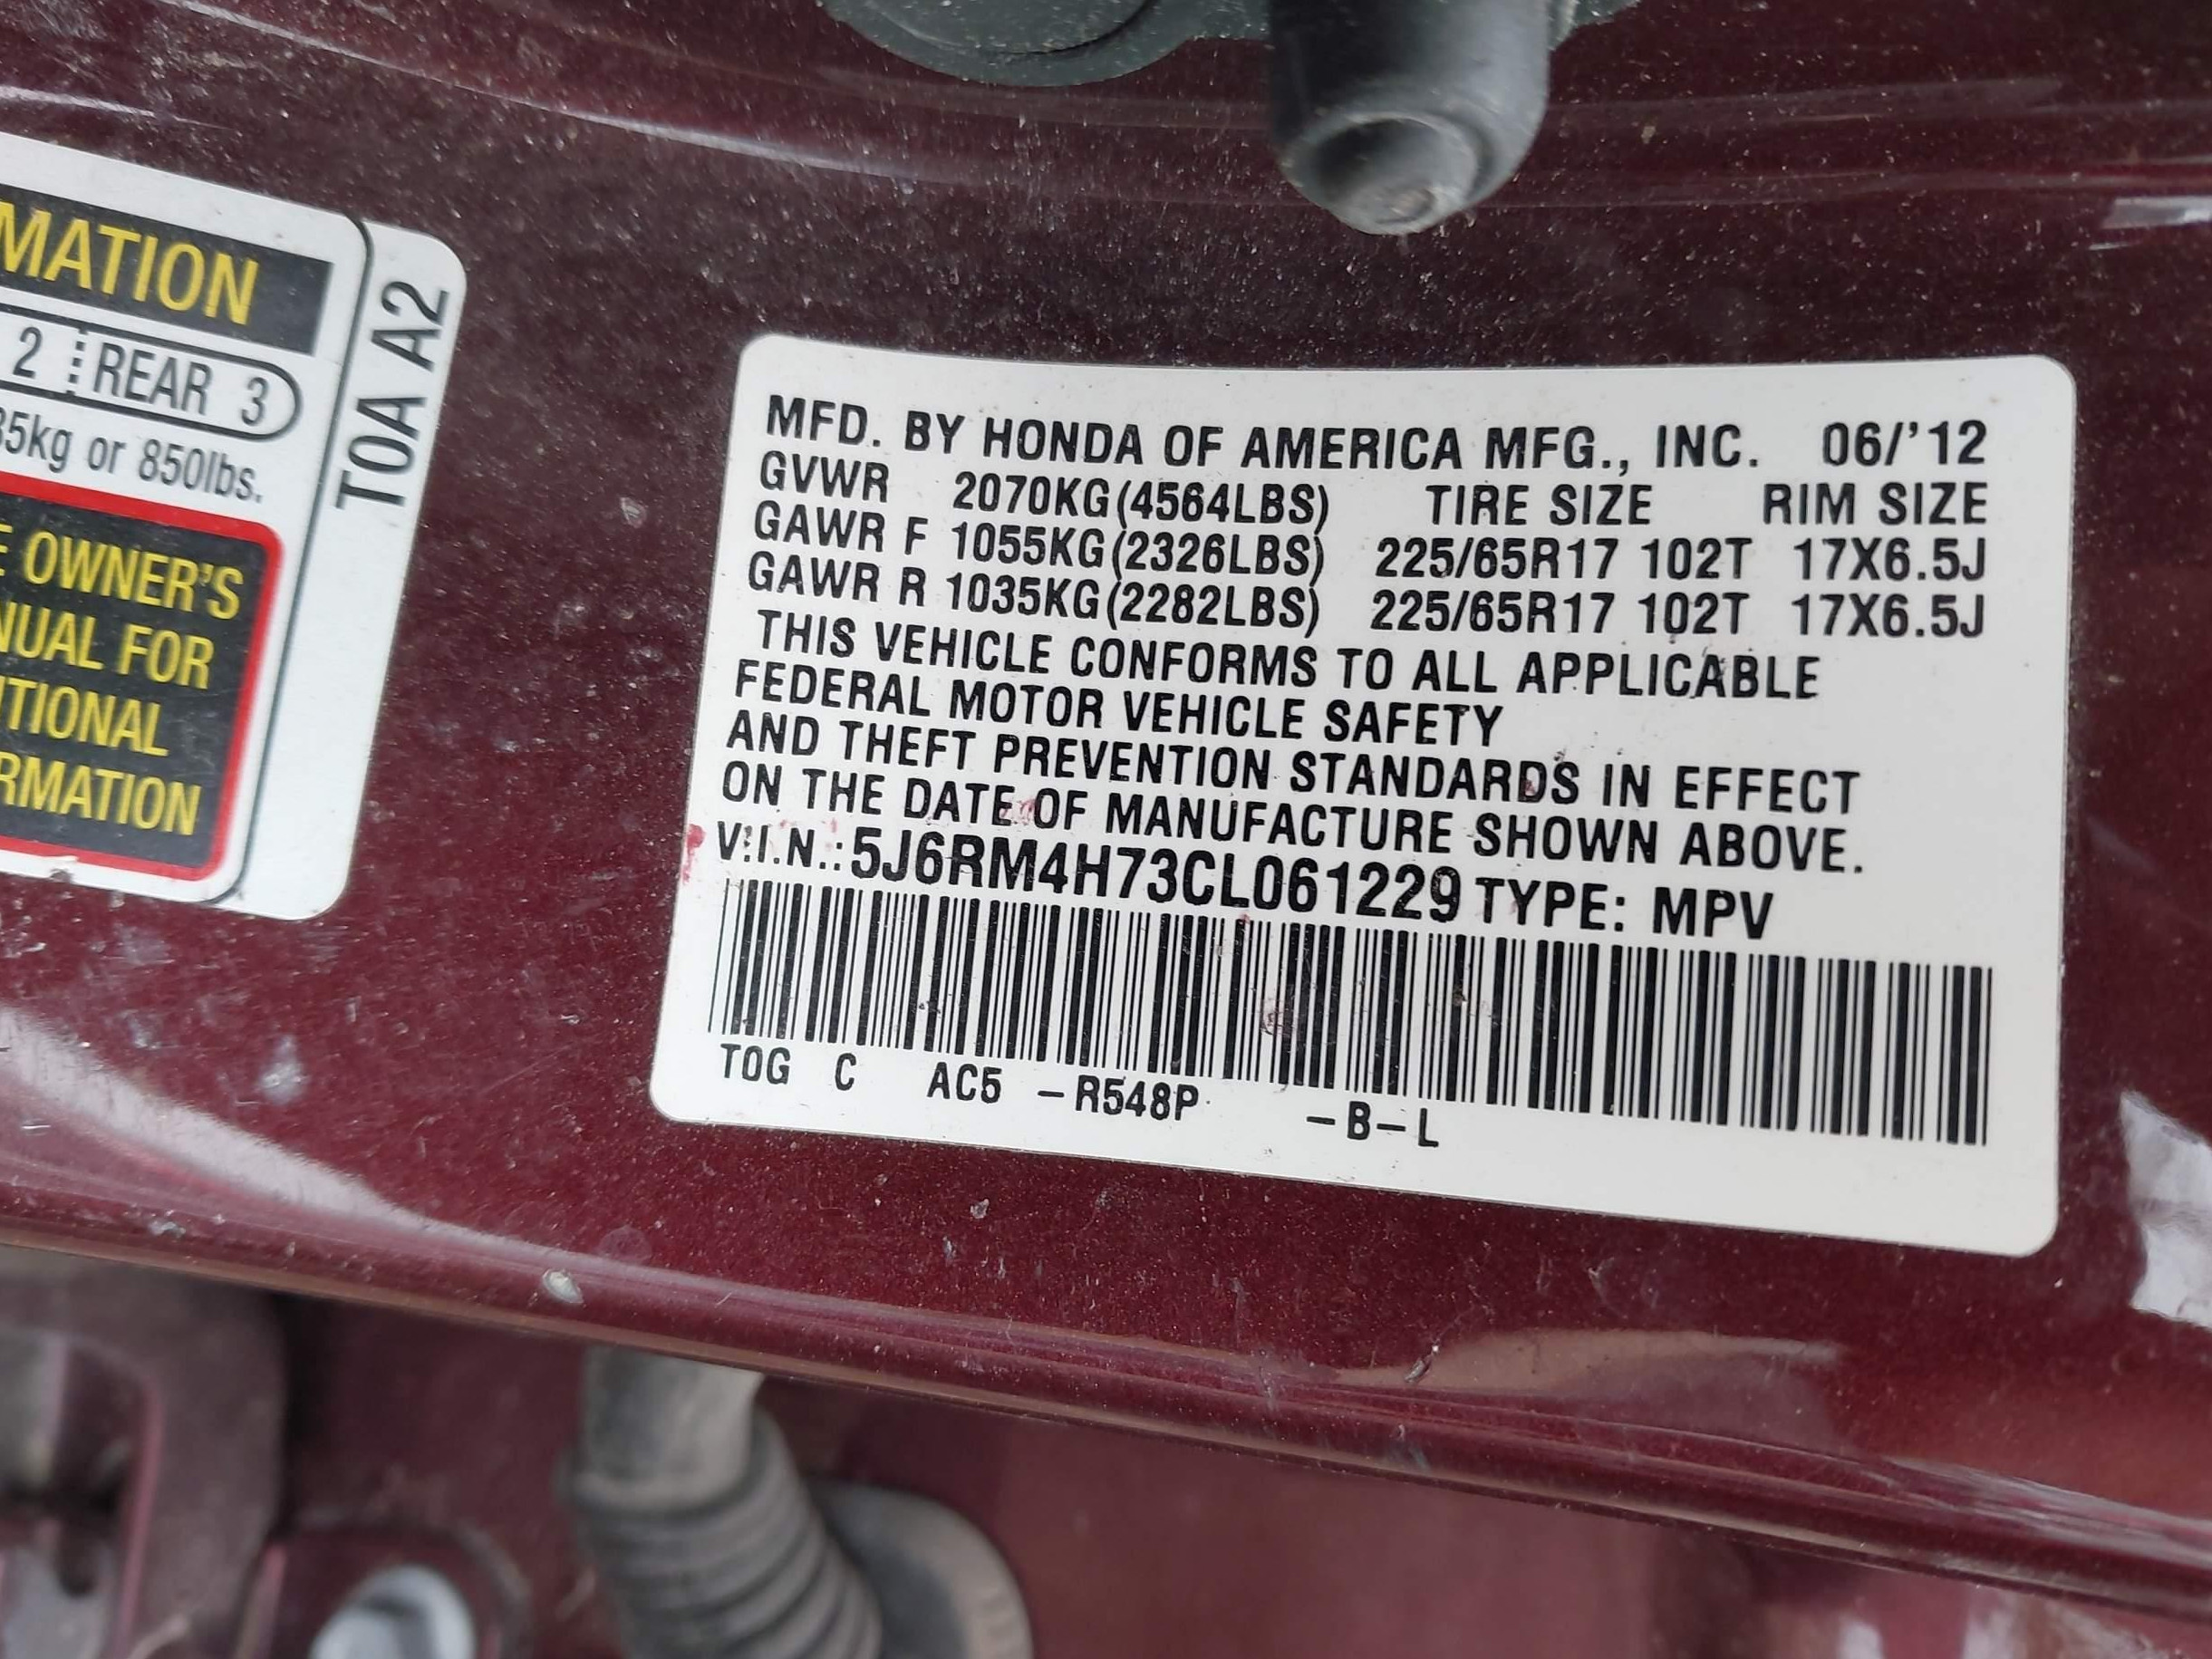 MATION
2 REAR 3
35kg or 850lbs.
E OWNER'S
NUAL FOR
ITIONAL
RMATION
T0A A2
MFD. BY HONDA OF AMERICA MFG., INC. 06/'12
GVWR 2070KG(4564LBS) TIRE SIZE RIM SIZE
GAWR F 1055KG(2326LBS) 225/65R17 102T 17X6.5J
GAWR R 1035KG(2282LBS) 225/65R17 102T 17X6.5J
THIS VEHICLE CONFORMS TO ALL APPLICABLE
FEDERAL MOTOR VEHICLE SAFETY
AND THEFT PREVENTION STANDARDS IN EFFECT
ON THE DATE OF MANUFACTURE SHOWN ABOVE.
V.I.N.: 5J6RM4H73CL061229 TYPE: MPV
TOG C AC5 -R548P -B-L